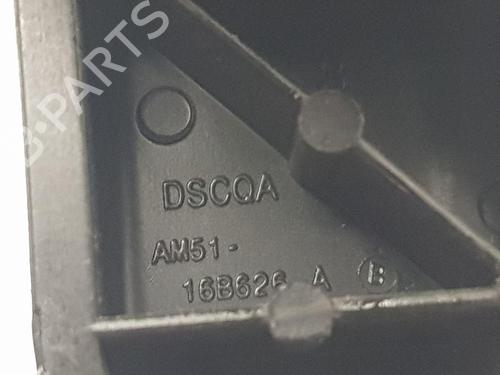 B-PARTS
DSCQA
AM51-
16B626 A B